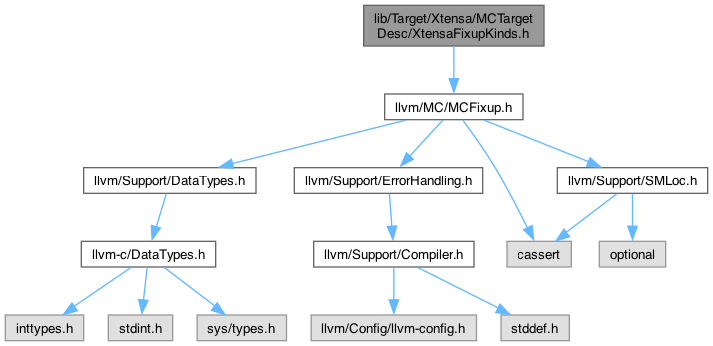 lib/Target/Xtensa/MCTarget
Desc/XtensaFixupKinds.h
llvm/MC/MCFixup.h
llvm/Support/DataTypes.h
llvm/Support/ErrorHandling.h
llvm/Support/SMLoc.h
llvm-c/DataTypes.h
llvm/Support/Compiler.h
cassert
optional
inttypes.h
stdint.h
sys/types.h
llvm/Config/llvm-config.h
stddef.h